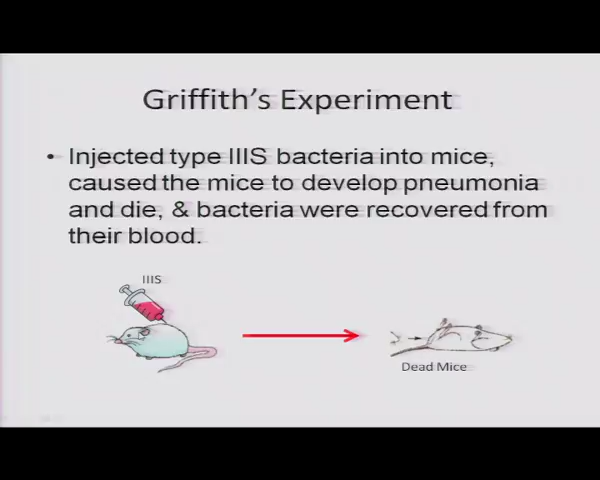 Griffith's Experiment
• Injected type IIIS bacteria into mice,
caused the mice to develop pneumonia
and die, & bacteria were recovered from
their blood.
IIIS
Dead Mice